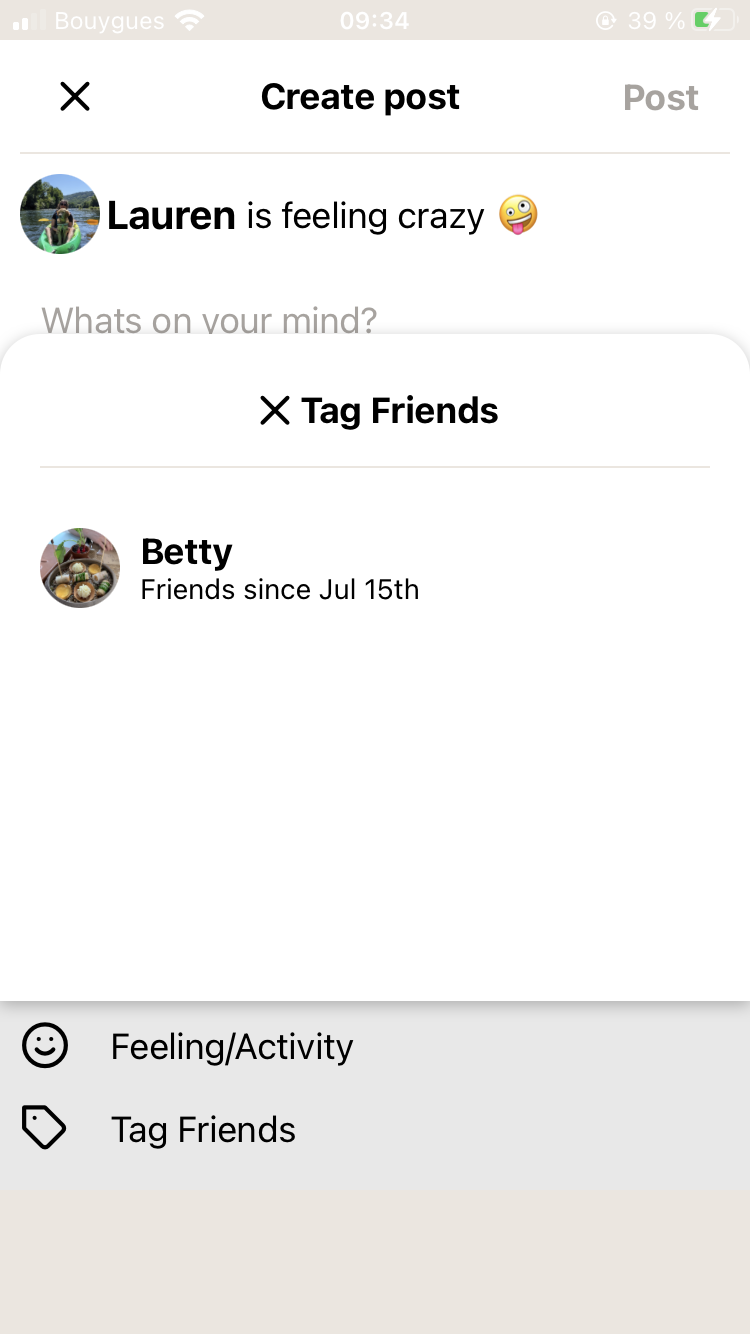 Bouygues 09:34 39 %
Create post Post
Lauren is feeling crazy 🤪
Whats on your mind?
Tag Friends
Betty
Friends since Jul 15th
Feeling/Activity
Tag Friends